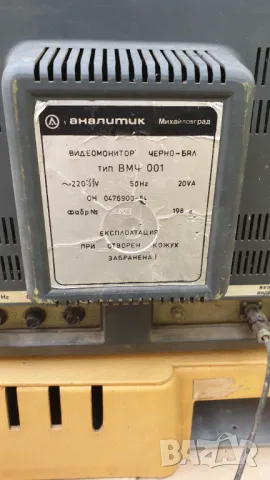 аналитик Михайловград
ВИДЕОМОНИТОР ЧЕРНО-БЯЛ
ТИП ВМЧ 001
~220 V 50Hz 20VA
ОН 0476900-84
Фабр № 198
ЕКСПЛОАТАЦИЯ
ПРИ ОТВОРЕН КОЖУХ
ЗАБРАНЕНА!
Hz
BAZAR